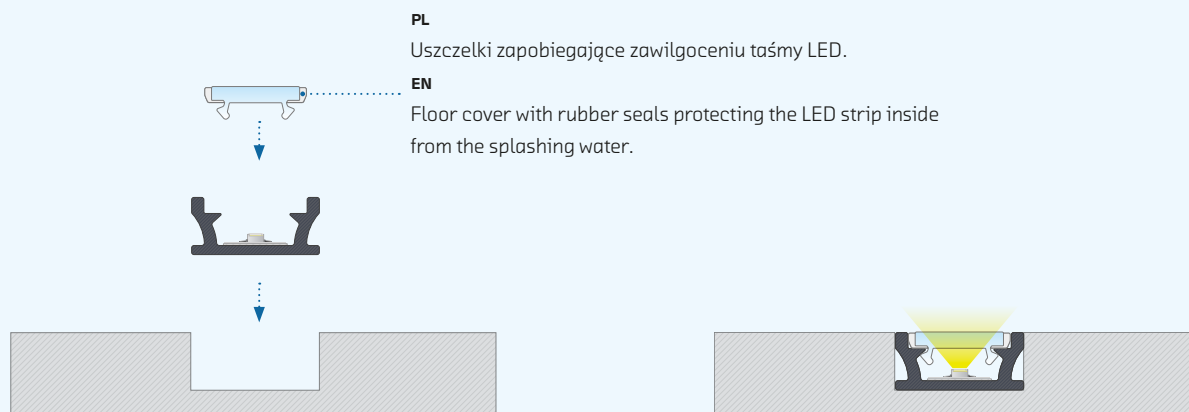 PL
Uszczelki zapobiegające zawilgoceniu taśmy LED.
EN
Floor cover with rubber seals protecting the LED strip inside
from the splashing water.